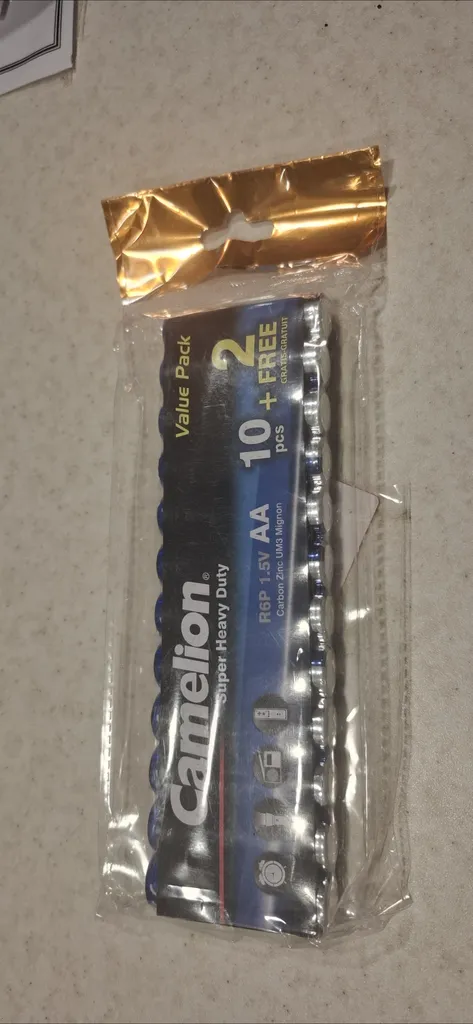 Camelion®
Super Heavy Duty
Value Pack
R6P 1.5V AA
Carbon Zinc UM3 Mignon
10
pcs
+
2
FREE
GRATIS-GRATUIT